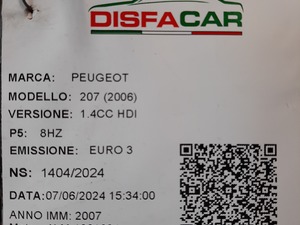 DISFACAR
MARCA: PEUGEOT
MODELLO: 207 (2006)
VERSIONE: 1.4CC HDI
P5: 8HZ
EMISSIONE: EURO 3
NS: 1404/2024
DATA:07/06/2024 15:34:00
ANNO IMM: 2007